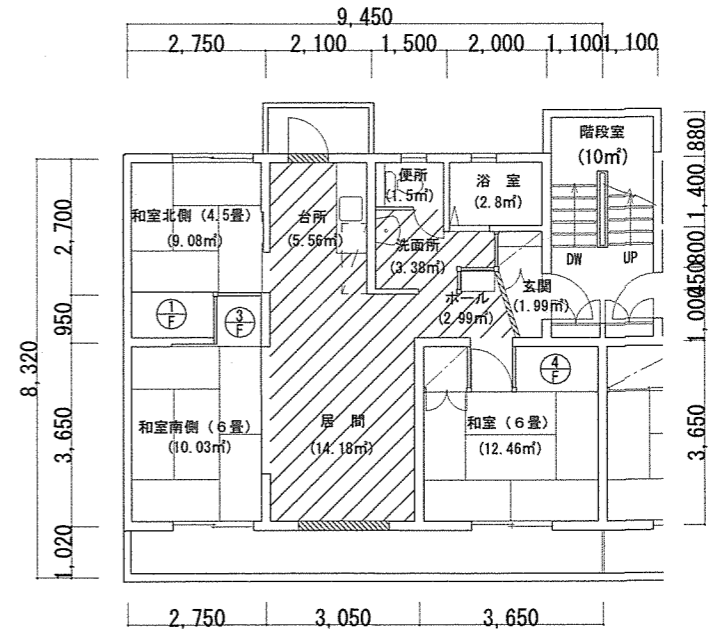 9,450
2,750
2,100
1,500
2,000
1,100
1,100
階段室
(10㎡)
880
便所
(1.5㎡)
浴 室
(2.8㎡)
1,400
和室北側（4.5畳）
(9.08㎡)
台所
(5.56㎡)
2,700
洗面所
(3.38㎡)
DW
UP
800
450
玄関
(1.99㎡)
ホール
(2.99㎡)
1
F
3
F
950
1,000
8,320
4
F
和室南側（６畳）
(10.03㎡)
居 間
(14.18㎡)
和室（６畳）
(12.46㎡)
3,650
3,650
1,020
2,750
3,050
3,650